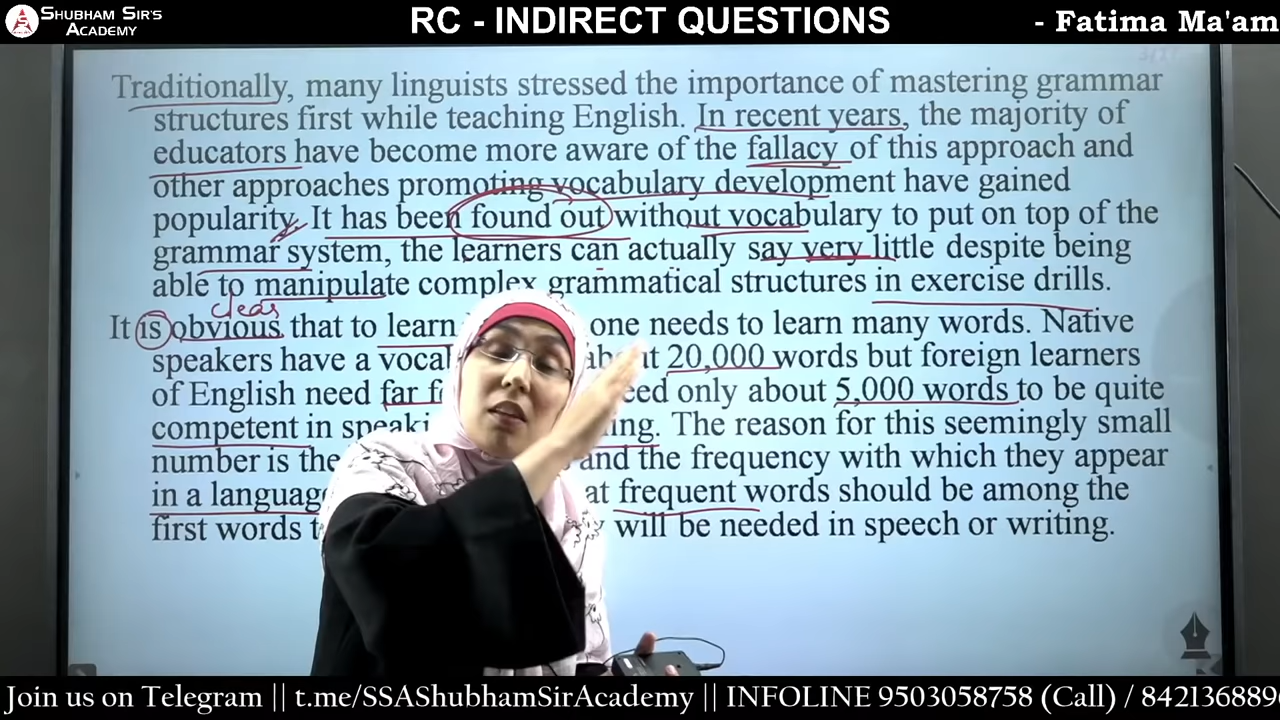 SHUBHAM SIR'S
ACADEMY
RC - INDIRECT QUESTIONS
- Fatima Ma'am
Traditionally, many linguists stressed the importance of mastering grammar
structures first while teaching English. In recent years, the majority of
educators have become more aware of the fallacy of this approach and
other approaches promoting vocabulary development have gained
popularity. It has been found out without vocabulary to put on top of the
grammar system, the learners can actually say very little despite being
able to manipulate complex grammatical structures in exercise drills.
clear
It is obvious that to learn one needs to learn many words. Native
speakers have a 20,000 words but foreign learners
of English need far only about 5,000 words to be quite
competent in The reason for this seemingly small
number is the and the frequency with which they appear
in a frequent words should be among the
first words will be needed in speech or writing.
Join us on Telegram || t.me/SSAShubhamSirAcademy || INFOLINE 9503058758 (Call) / 842136889